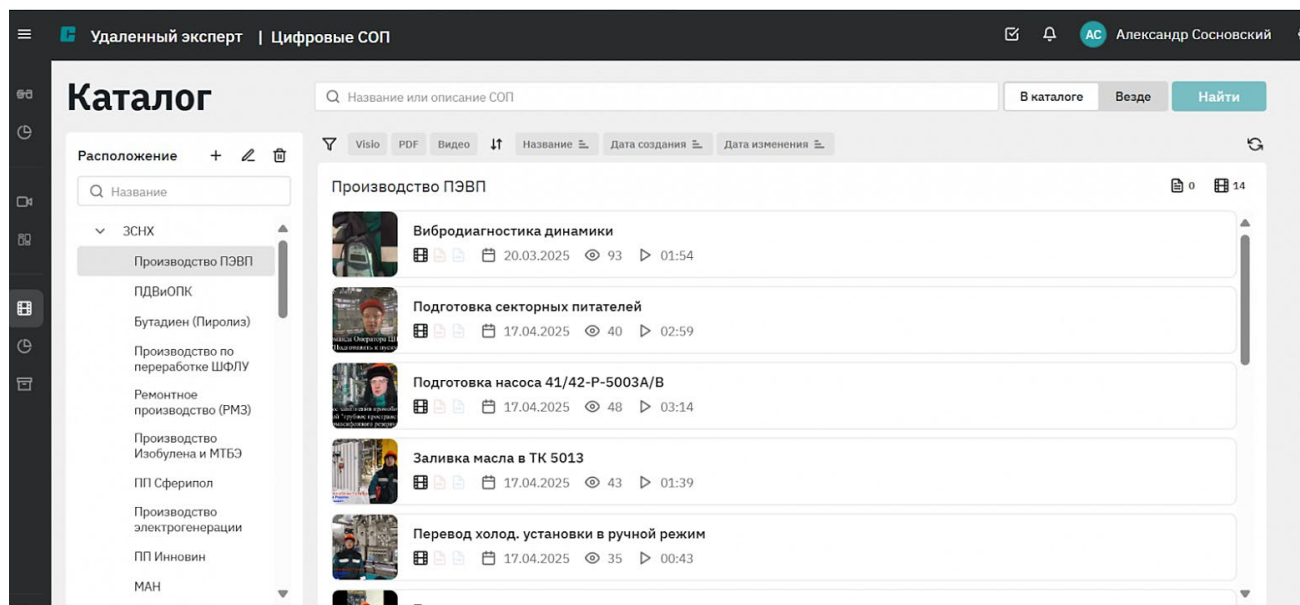 Удаленный эксперт | Цифровые СОП
АС Александр Сосновский
Каталог
Название или описание СОП
В каталоге Везде Найти
Расположение
Visio PDF Видео Название Дата создания Дата изменения
Название
Производство ПЭВП
0 14
ЗСНХ
Производство ПЭВП
ПДВиОПК
Бутадиен (Пиролиз)
Производство по
переработке ШФЛУ
Ремонтное
производство (РМЗ)
Производство
Изобулена и МТБЭ
ПП Сферипол
Производство
электрогенерации
ПП Инновин
МАН
Вибродиагностика динамики
20.03.2025 93 01:54
Подготовка секторных питателей
17.04.2025 40 02:59
Подготовка насоса 41/42-Р-5003А/В
17.04.2025 48 03:14
Заливка масла в ТК 5013
17.04.2025 43 01:39
Перевод холод. установки в ручной режим
17.04.2025 35 00:43